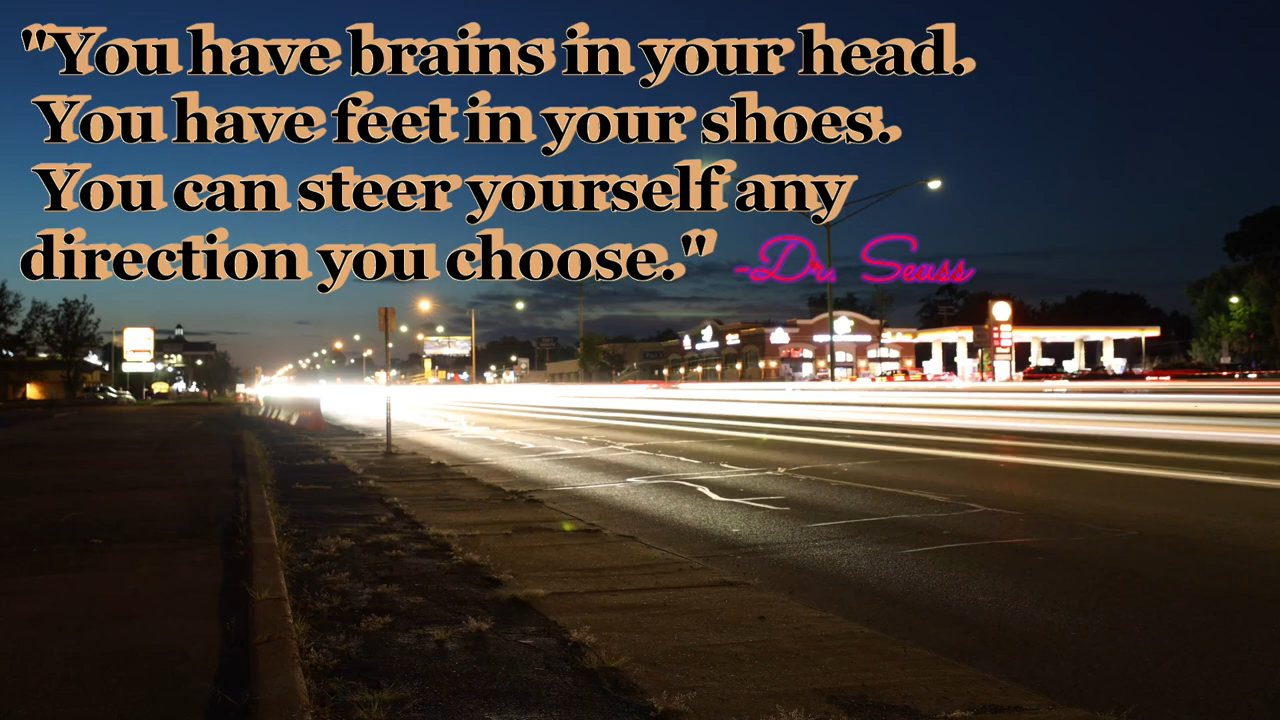 "You have brains in your head.
You have feet in your shoes.
You can steer yourself any
direction you choose." -Dr. Seuss